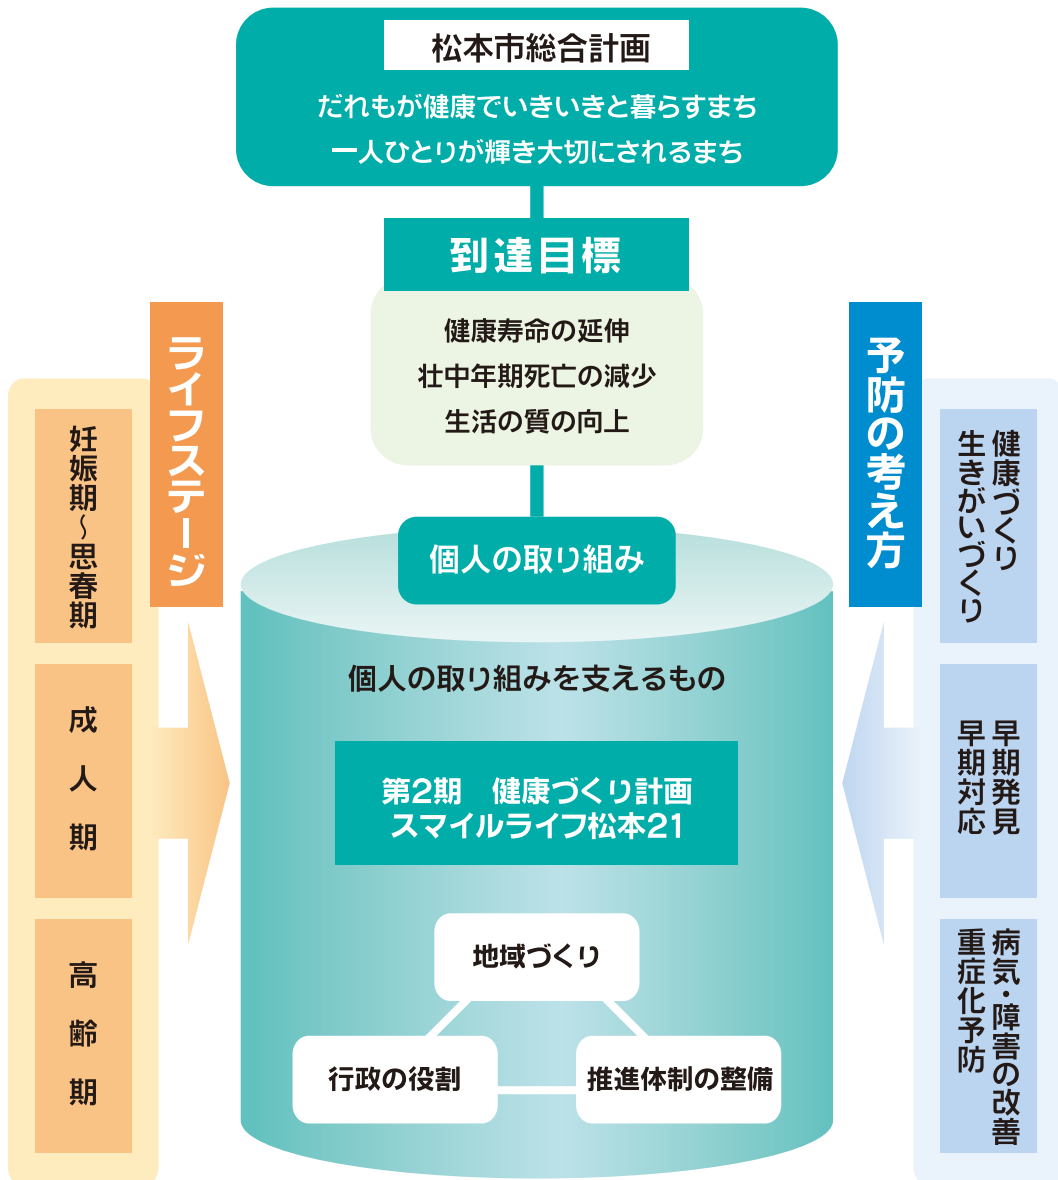 松本市総合計画
だれもが健康でいきいきと暮らすまち
一人ひとりが輝き大切にされるまち
到達目標
健康寿命の延伸
壮中年期死亡の減少
生活の質の向上
ライフステージ
妊娠期〜思春期
成人期
高齢期
予防の考え方
健康づくり
生きがいづくり
早期発見
早期対応
病気・障害の改善
重症化予防
個人の取り組み
個人の取り組みを支えるもの
第2期　健康づくり計画
スマイルライフ松本21
地域づくり
行政の役割
推進体制の整備